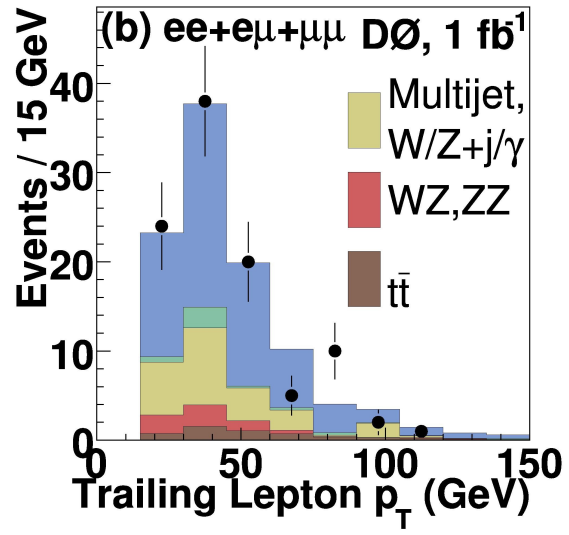 (b) ee+eμ+μμ DØ, 1 fb⁻¹
Multijet,
W/Z+j/γ
WZ,ZZ
tt̄
Events / 15 GeV
40
30
20
10
0
0 50 100 150
Trailing Lepton p_T (GeV)